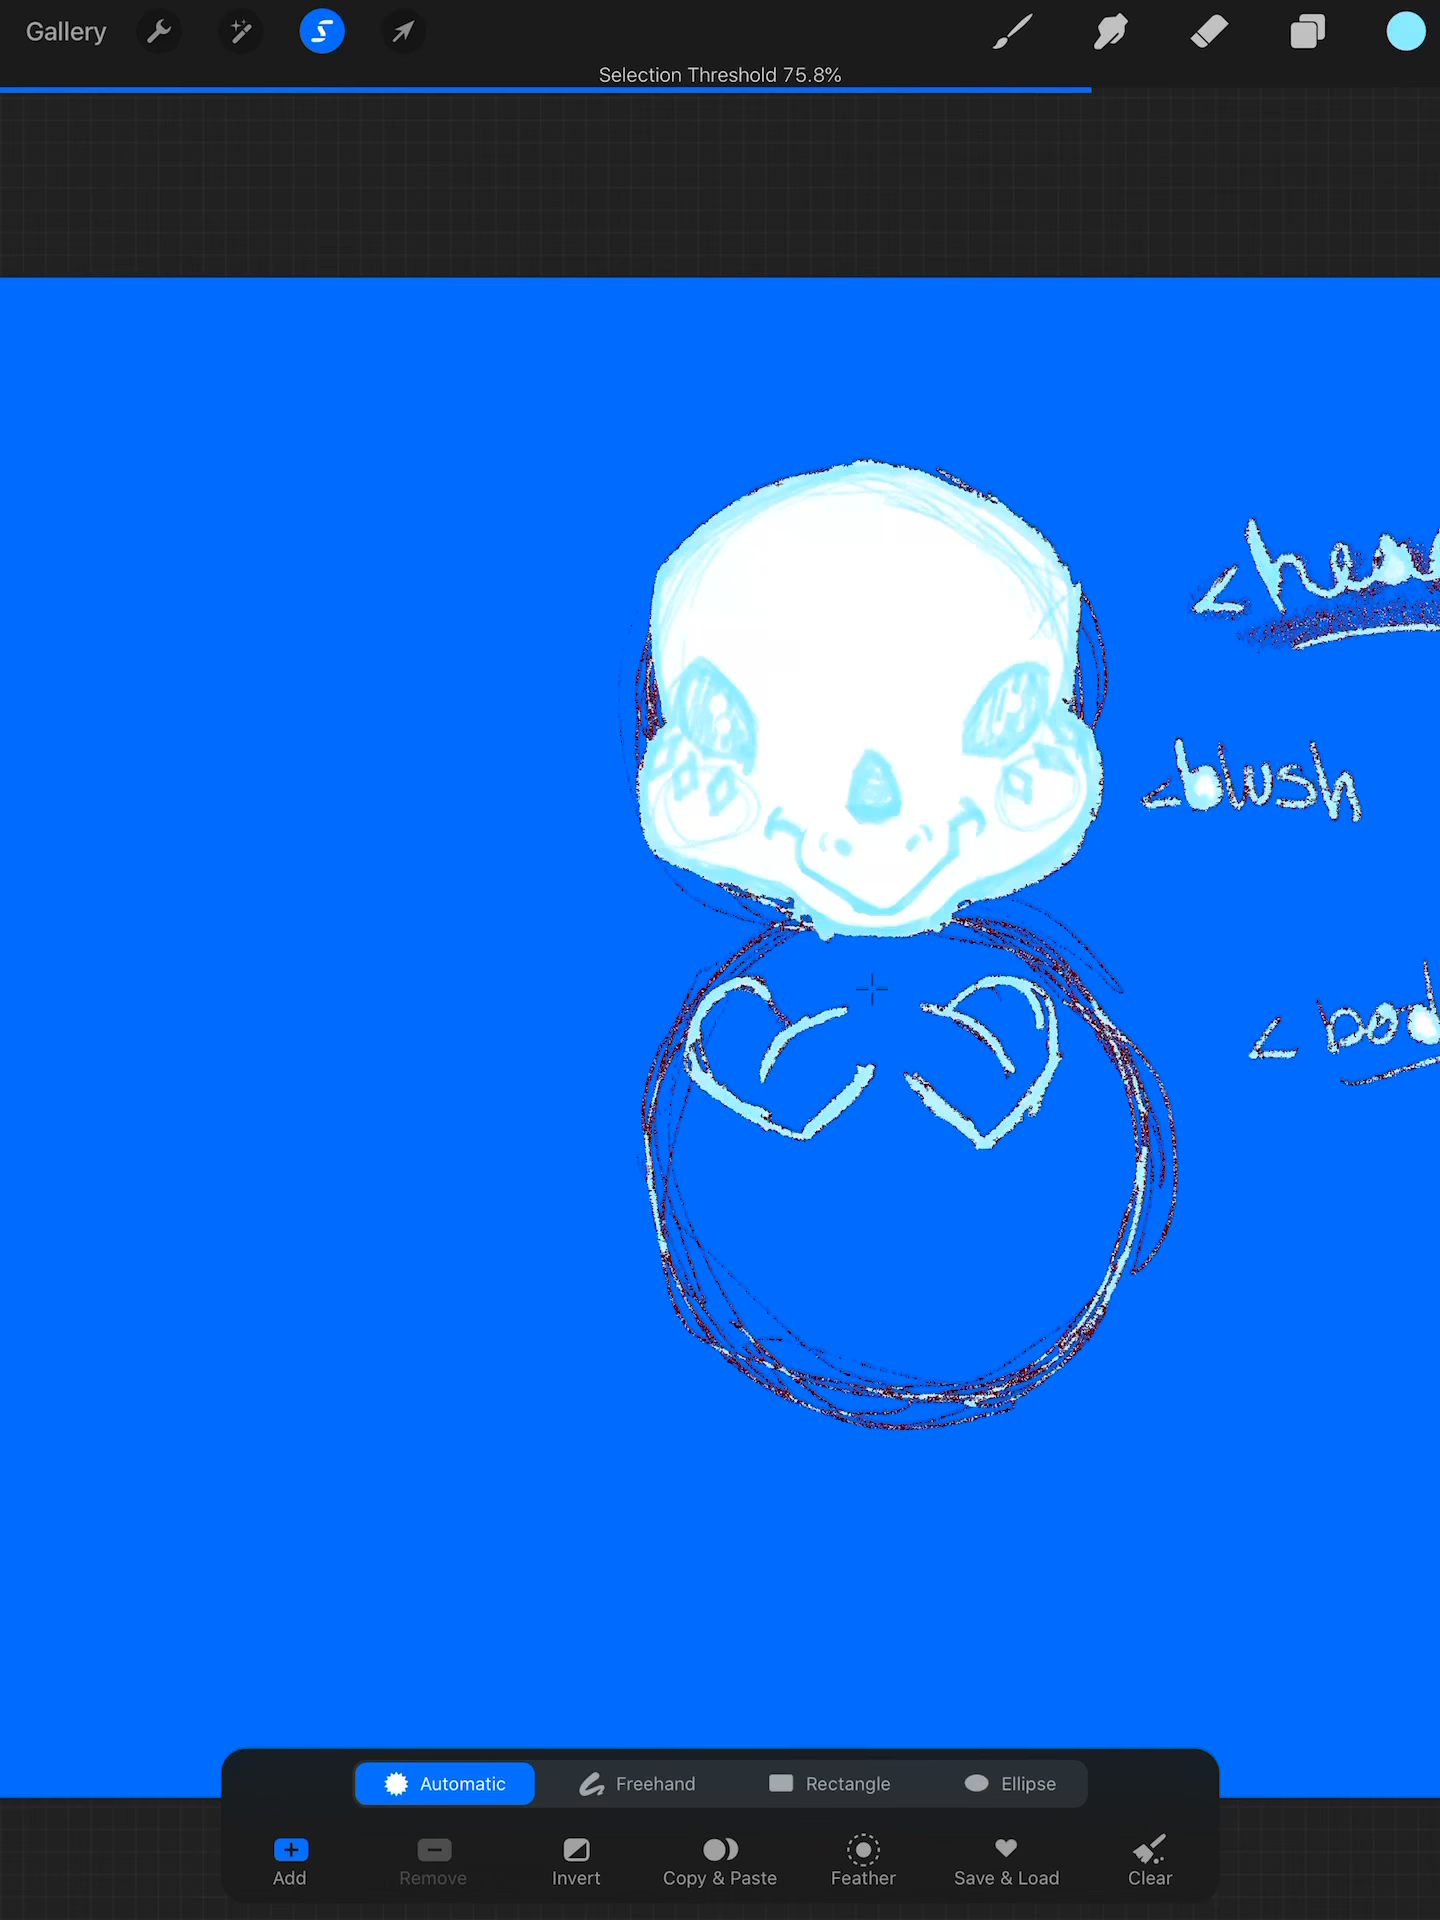 Gallery
Selection Threshold 75.8%
<
<blush
<
Automatic Freehand Rectangle Ellipse
Add Remove Invert Copy & Paste Feather Save & Load Clear